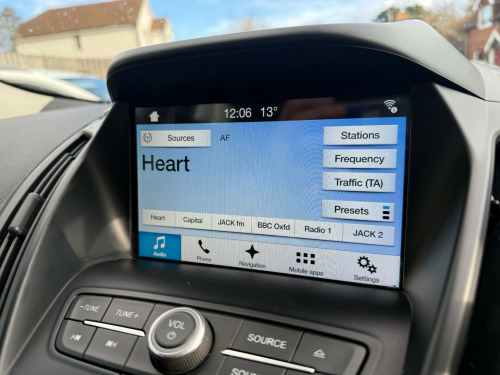 12:06 13°
Sources AF Stations
Heart Frequency
Traffic (TA)
Presets
Heart Capital JACK fm BBC Oxfd Radio 1 JACK 2
Audio Phone Navigation Mobile apps Settings
- TUNE TUNE + VOL SOURCE
SOUND